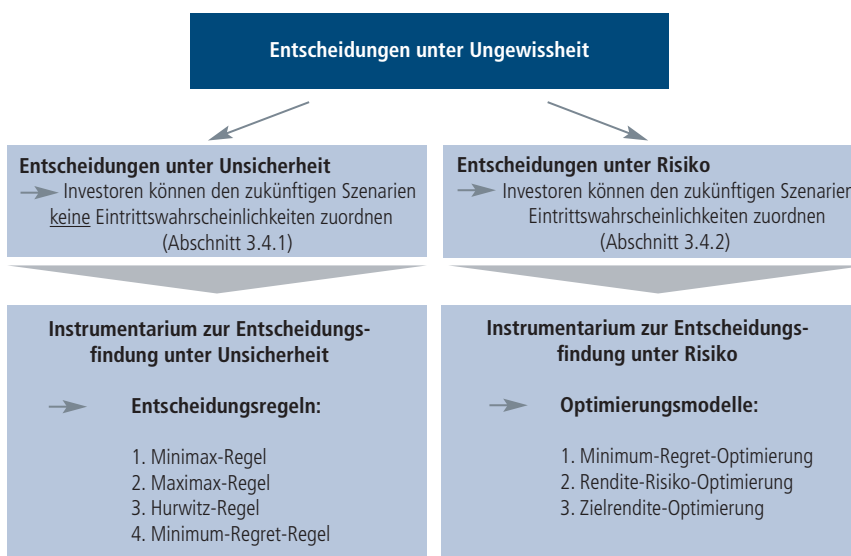 Entscheidungen unter Ungewissheit
Entscheidungen unter Unsicherheit
Investoren können den zukünftigen Szenarien
keine Eintrittswahrscheinlichkeiten zuordnen
(Abschnitt 3.4.1)
Entscheidungen unter Risiko
Investoren können den zukünftigen Szenarien
Eintrittswahrscheinlichkeiten zuordnen
(Abschnitt 3.4.2)
Instrumentarium zur Entscheidungs-
findung unter Unsicherheit
Entscheidungsregeln:
1. Minimax-Regel
2. Maximax-Regel
3. Hurwitz-Regel
4. Minimum-Regret-Regel
Instrumentarium zur Entscheidungs-
findung unter Risiko
Optimierungsmodelle:
1. Minimum-Regret-Optimierung
2. Rendite-Risiko-Optimierung
3. Zielrendite-Optimierung